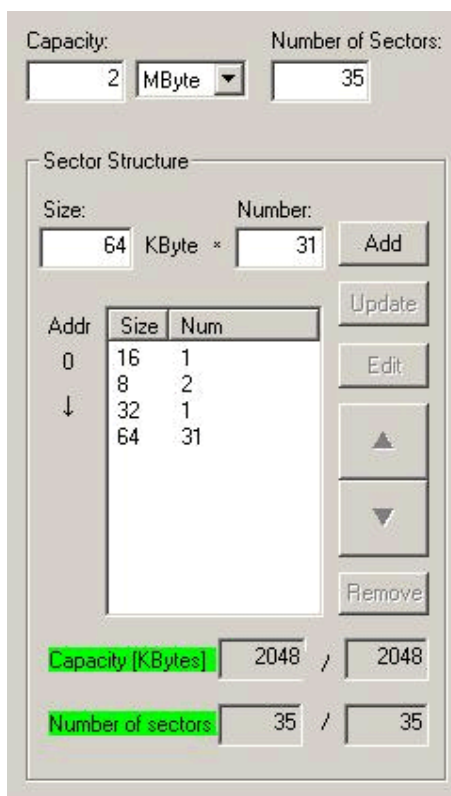 Capacity: Number of Sectors:
2 MByte 35
Sector Structure
Size: Number:
64 KByte * 31 Add
Update
Addr Size Num
0 16 1 Edit
8 2
↓ 32 1
64 31
Remove
Capacity [KBytes] 2048 / 2048
Number of sectors 35 / 35